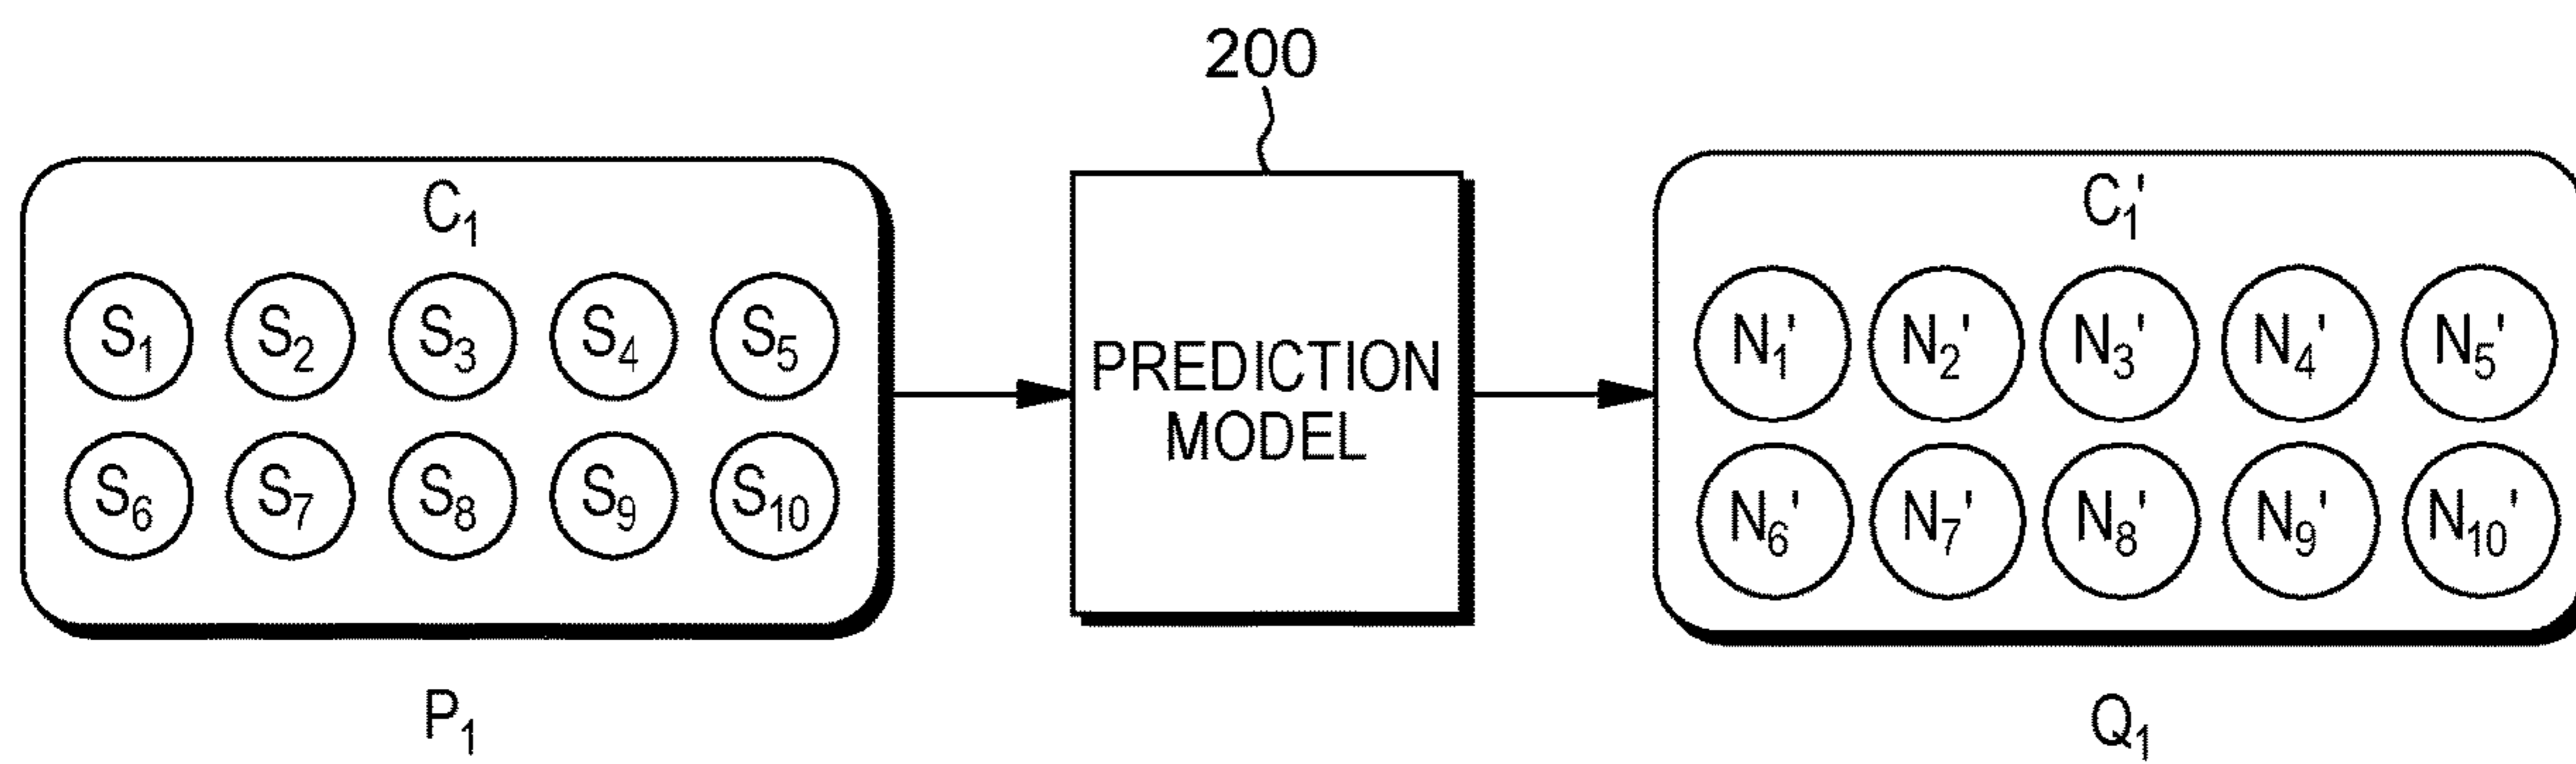 200
C₁
S₁ S₂ S₃ S₄ S₅
S₆ S₇ S₈ S₉ S₁₀
P₁
PREDICTION
MODEL
C₁'
N₁' N₂' N₃' N₄' N₅'
N₆' N₇' N₈' N₉' N₁₀'
Q₁